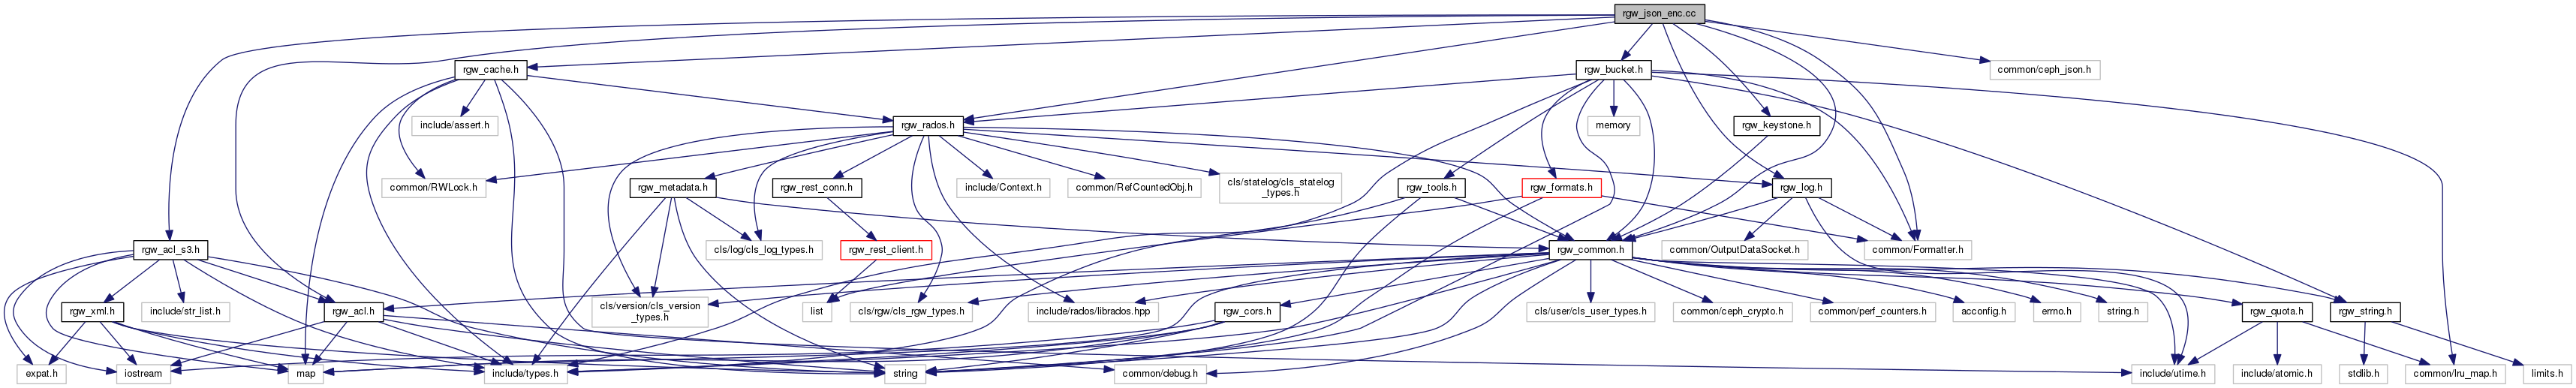 rgw_json_enc.cc
rgw_cache.h
rgw_bucket.h
common/ceph_json.h
include/assert.h
rgw_rados.h
memory
rgw_keystone.h
common/RWLock.h
rgw_metadata.h
rgw_rest_conn.h
include/Context.h
common/RefCountedObj.h
cls/statelog/cls_statelog
_types.h
rgw_tools.h
rgw_formats.h
rgw_log.h
rgw_acl_s3.h
cls/log/cls_log_types.h
rgw_rest_client.h
rgw_common.h
common/OutputDataSocket.h
common/Formatter.h
rgw_xml.h
include/str_list.h
rgw_acl.h
cls/version/cls_version
_types.h
list
cls/rgw/cls_rgw_types.h
include/rados/librados.hpp
rgw_cors.h
cls/user/cls_user_types.h
common/ceph_crypto.h
common/perf_counters.h
acconfig.h
errno.h
string.h
rgw_quota.h
rgw_string.h
expat.h
iostream
map
include/types.h
string
common/debug.h
include/utime.h
include/atomic.h
stdlib.h
common/lru_map.h
limits.h